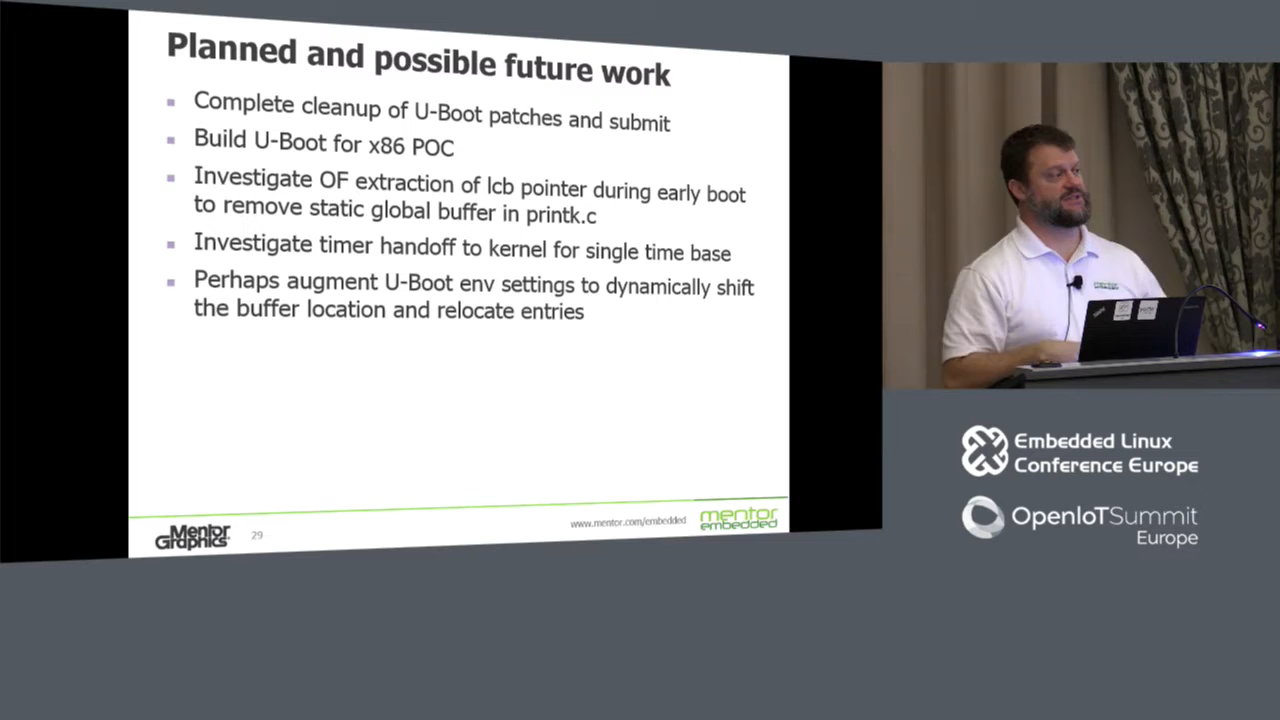 Planned and possible future work
Complete cleanup of U-Boot patches and submit
Build U-Boot for x86 POC
Investigate OF extraction of lcb pointer during early boot
to remove static global buffer in printk.c
Investigate timer handoff to kernel for single time base
Perhaps augment U-Boot env settings to dynamically shift
the buffer location and relocate entries
Mentor
Graphics
29
www.mentor.com/embedded
mentor
embedded
Embedded Linux
Conference Europe
OpenIoTSummit
Europe